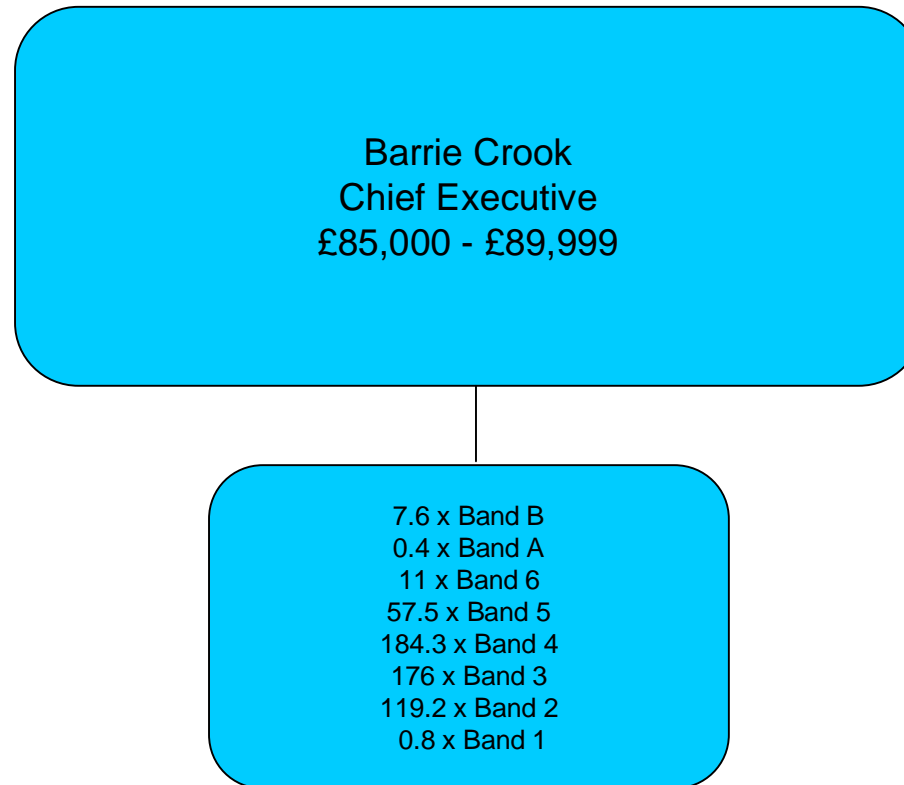 Barrie Crook
Chief Executive
£85,000 - £89,999
7.6 x Band B
0.4 x Band A
11 x Band 6
57.5 x Band 5
184.3 x Band 4
176 x Band 3
119.2 x Band 2
0.8 x Band 1